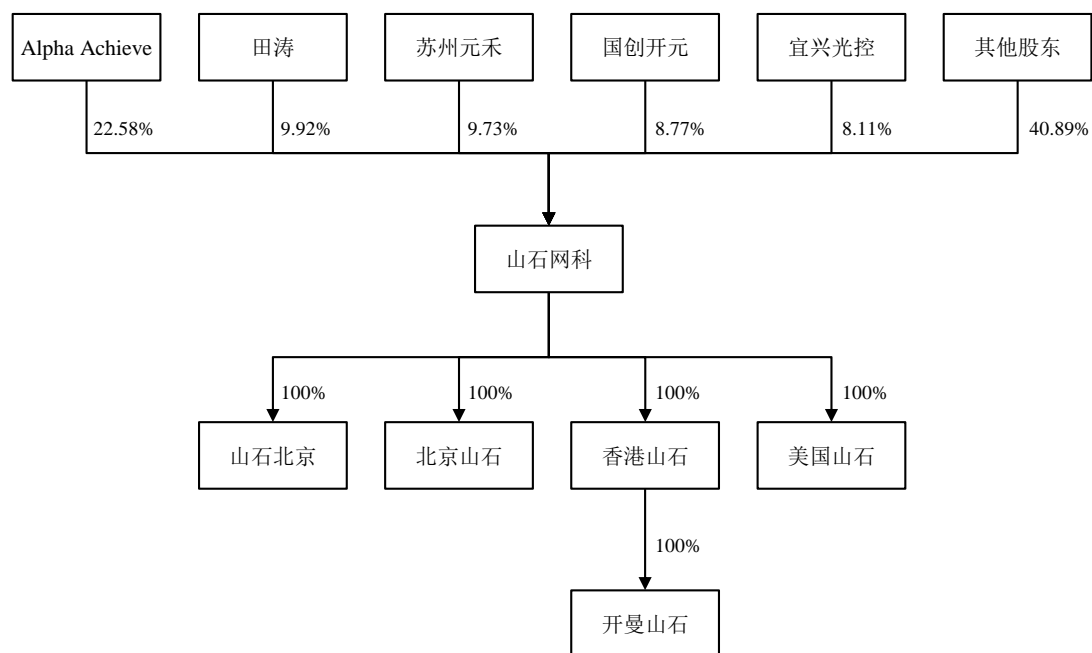 Alpha Achieve
田涛
苏州元禾
国创开元
宜兴光控
其他股东
22.58%
9.92%
9.73%
8.77%
8.11%
40.89%
山石网科
100%
100%
100%
100%
山石北京
北京山石
香港山石
美国山石
100%
开曼山石